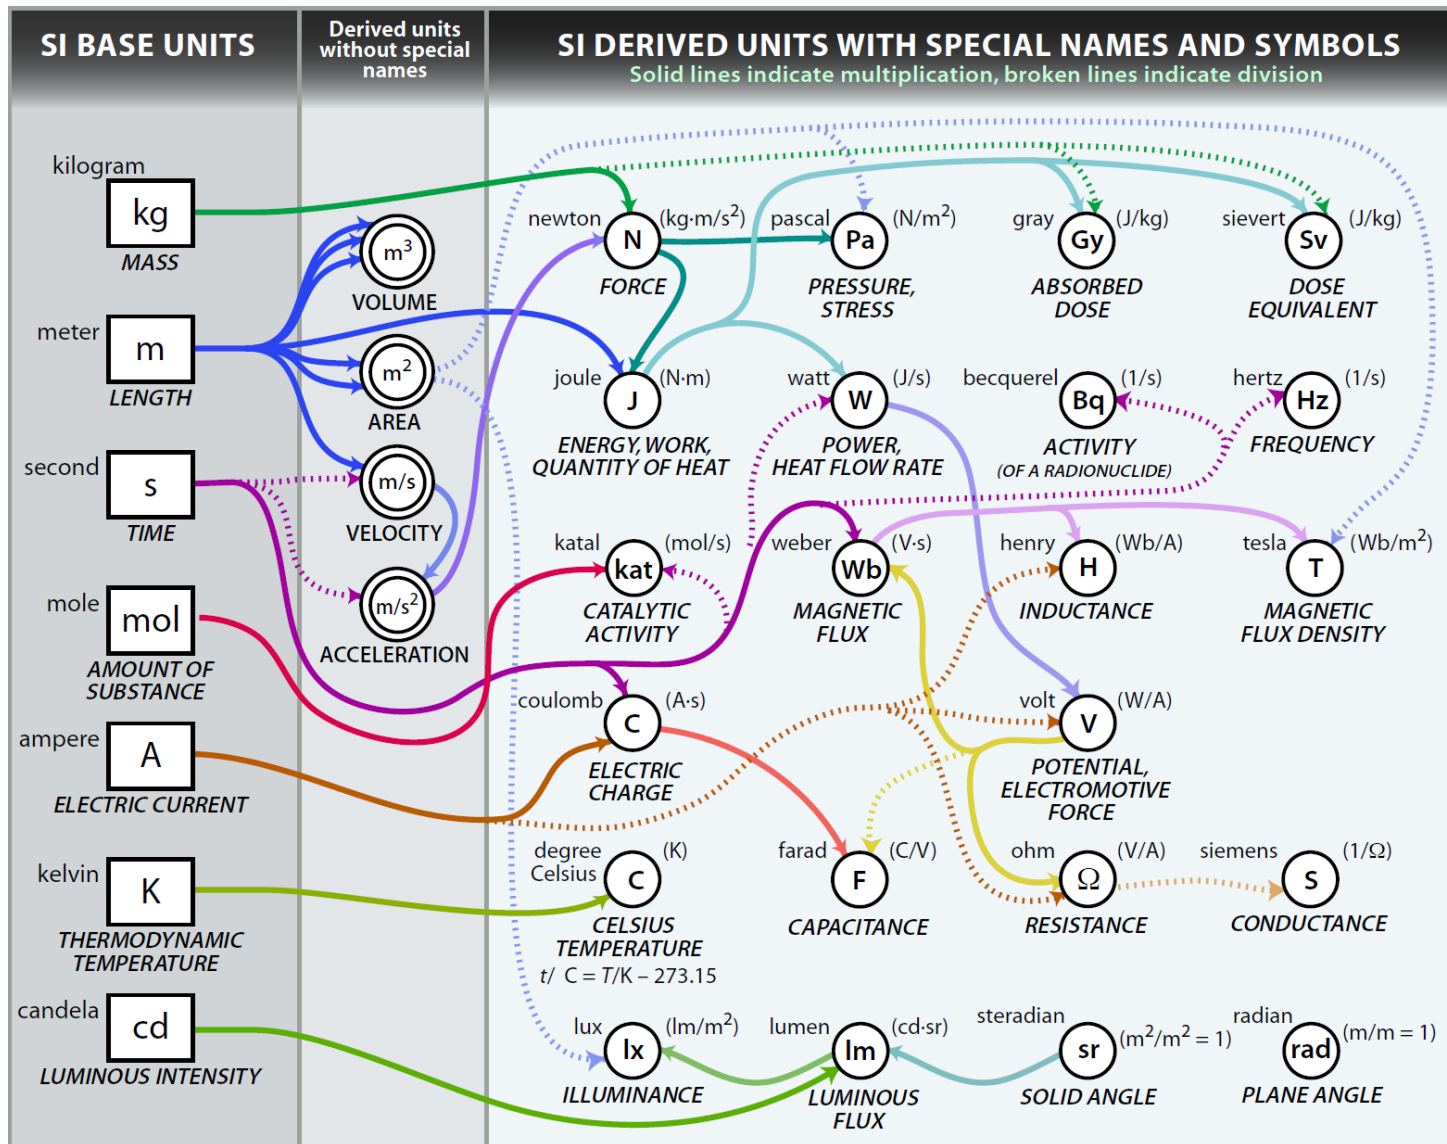 SI BASE UNITS
Derived units
without special
names
SI DERIVED UNITS WITH SPECIAL NAMES AND SYMBOLS
Solid lines indicate multiplication, broken lines indicate division
kilogram
kg
MASS
meter
m
LENGTH
second
s
TIME
mole
mol
AMOUNT OF
SUBSTANCE
ampere
A
ELECTRIC CURRENT
kelvin
K
THERMODYNAMIC
TEMPERATURE
candela
cd
LUMINOUS INTENSITY
m³
VOLUME
m²
AREA
m/s
VELOCITY
m/s²
ACCELERATION
newton
(kg·m/s²)
N
FORCE
pascal
(N/m²)
Pa
PRESSURE,
STRESS
gray
(J/kg)
Gy
ABSORBED
DOSE
sievert
(J/kg)
Sv
DOSE
EQUIVALENT
joule
(N·m)
J
ENERGY, WORK,
QUANTITY OF HEAT
watt
(J/s)
W
POWER,
HEAT FLOW RATE
becquerel
(1/s)
Bq
ACTIVITY
(OF A RADIONUCLIDE)
hertz
(1/s)
Hz
FREQUENCY
katal
(mol/s)
kat
CATALYTIC
ACTIVITY
weber
(V·s)
Wb
MAGNETIC
FLUX
henry
(Wb/A)
H
INDUCTANCE
tesla
(Wb/m²)
T
MAGNETIC
FLUX DENSITY
coulomb
(A·s)
C
ELECTRIC
CHARGE
volt
(W/A)
V
POTENTIAL,
ELECTROMOTIVE
FORCE
degree
Celsius
(K)
C
CELSIUS
TEMPERATURE
t/ C = T/K – 273.15
farad
(C/V)
F
CAPACITANCE
ohm
(V/A)
Ω
RESISTANCE
siemens
(1/Ω)
S
CONDUCTANCE
lux
(lm/m²)
lx
ILLUMINANCE
lumen
(cd·sr)
lm
LUMINOUS
FLUX
steradian
(m²/m² = 1)
sr
SOLID ANGLE
radian
(m/m = 1)
rad
PLANE ANGLE